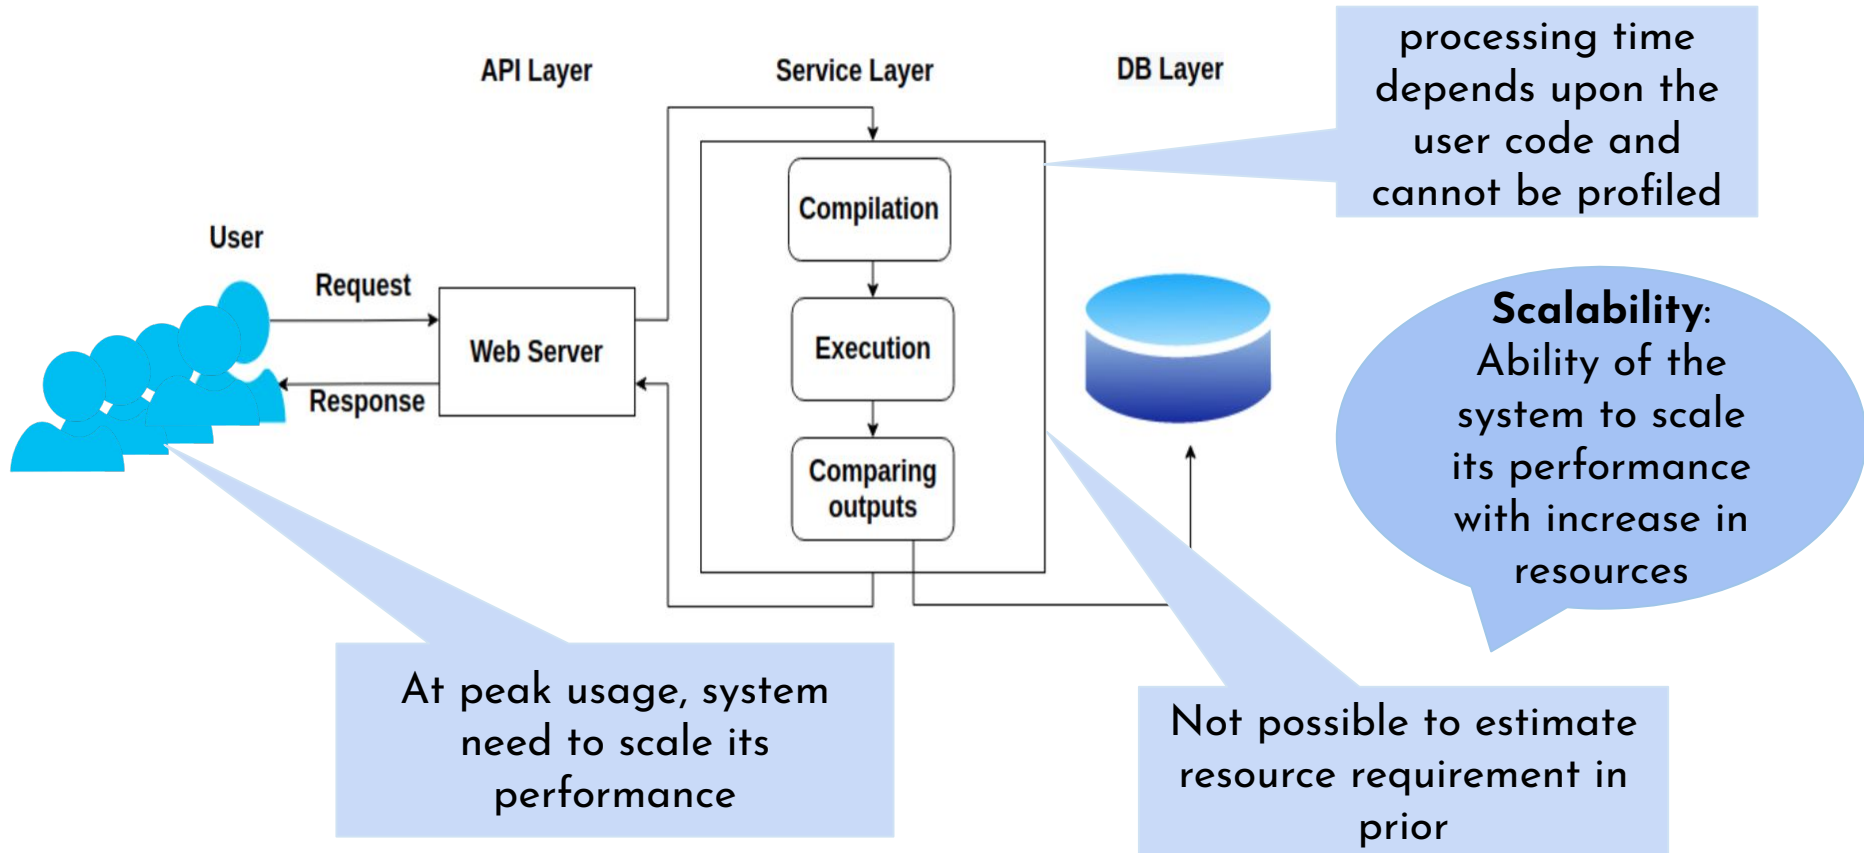 processing time
depends upon the
user code and
cannot be profiled
API Layer
Service Layer
DB Layer
User
Request
Response
Web Server
Compilation
Execution
Comparing
outputs
Scalability:
Ability of the
system to scale
its performance
with increase in
resources
At peak usage, system
need to scale its
performance
Not possible to estimate
resource requirement in
prior